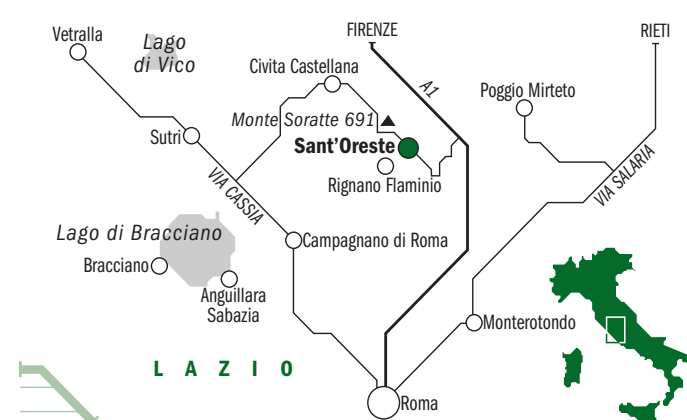 Vetralla
Lago
di Vico
FIRENZE
RIETI
Civita Castellana
A1
Poggio Mirteto
Monte Soratte 691
Sutri
Sant'Oreste
Rignano Flaminio
VIA CASSIA
VIA SALARIA
Lago di Bracciano
Campagnano di Roma
Bracciano
Anguillara
Sabazia
Monterotondo
LAZIO
Roma